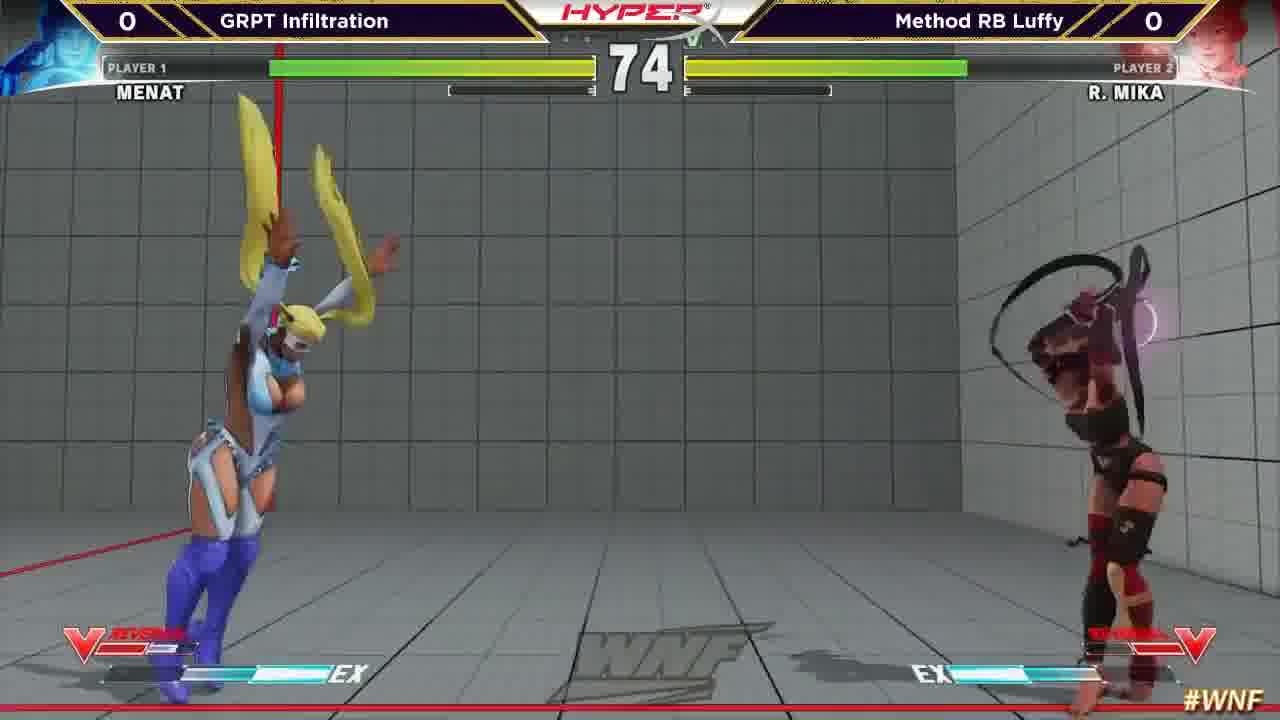 0 GRPT Infiltration HYPER X Method RB Luffy 0
PLAYER 1 74 PLAYER 2
MENAT R. MIKA
V V
EX EX
WNF
#WNF